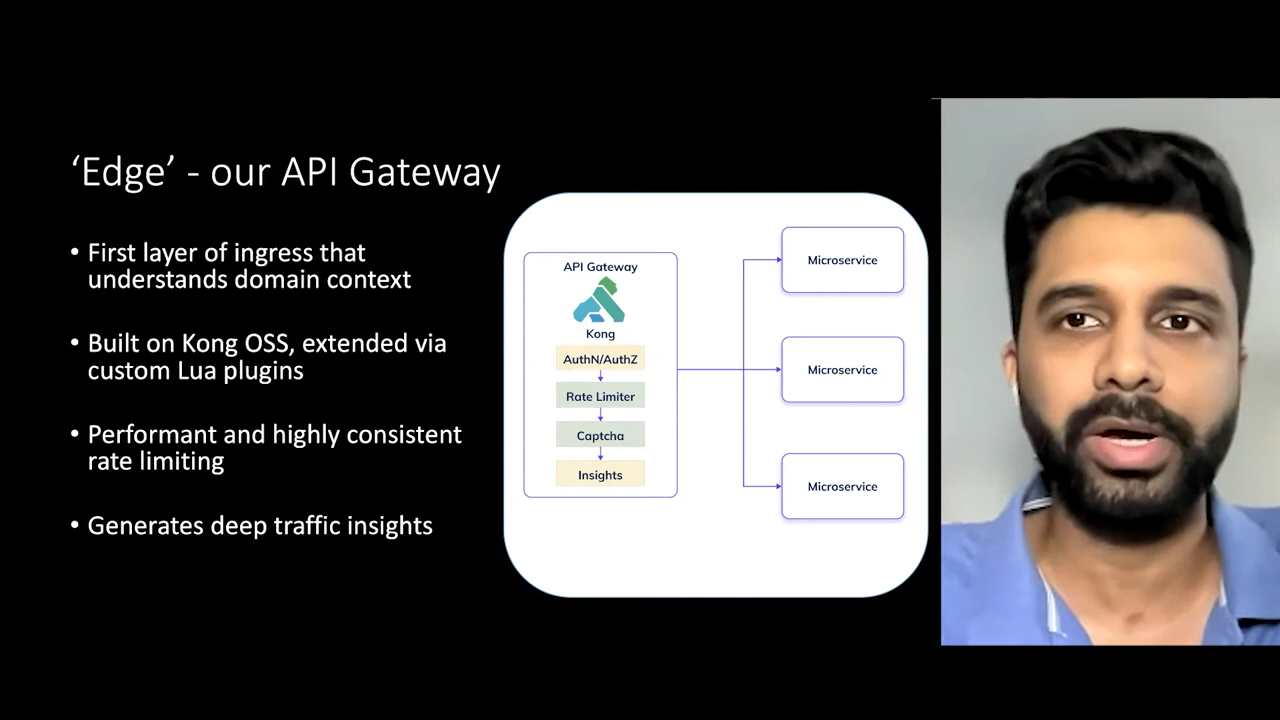 ‘Edge’ - our API Gateway
• First layer of ingress that
understands domain context
• Built on Kong OSS, extended via
custom Lua plugins
• Performant and highly consistent
rate limiting
• Generates deep traffic insights
API Gateway
Kong
AuthN/AuthZ
Rate Limiter
Captcha
Insights
Microservice
Microservice
Microservice